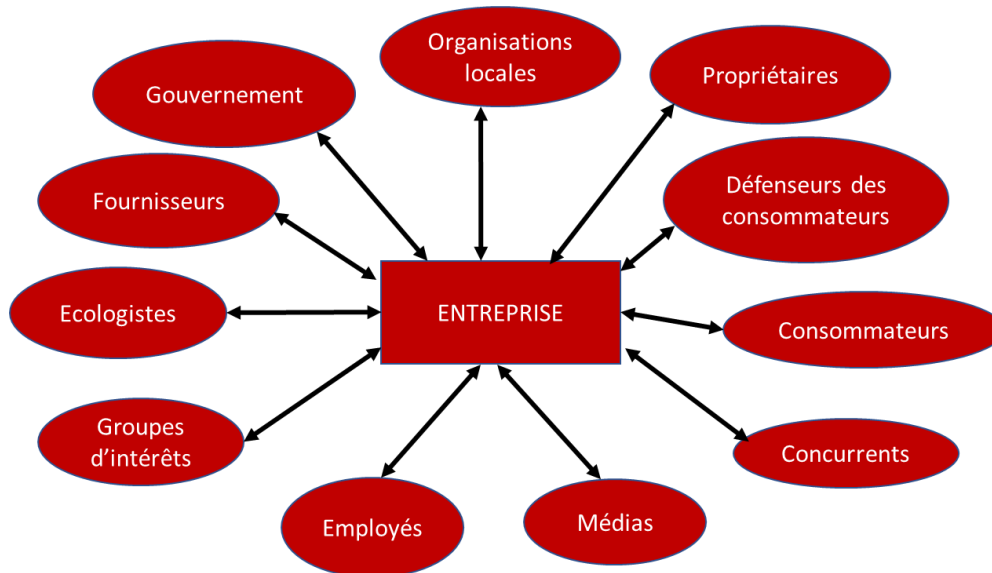 Organisations
locales
Propriétaires
Gouvernement
Défenseurs des
consommateurs
Fournisseurs
Ecologistes
ENTREPRISE
Consommateurs
Groupes
d’intérêts
Concurrents
Employés
Médias